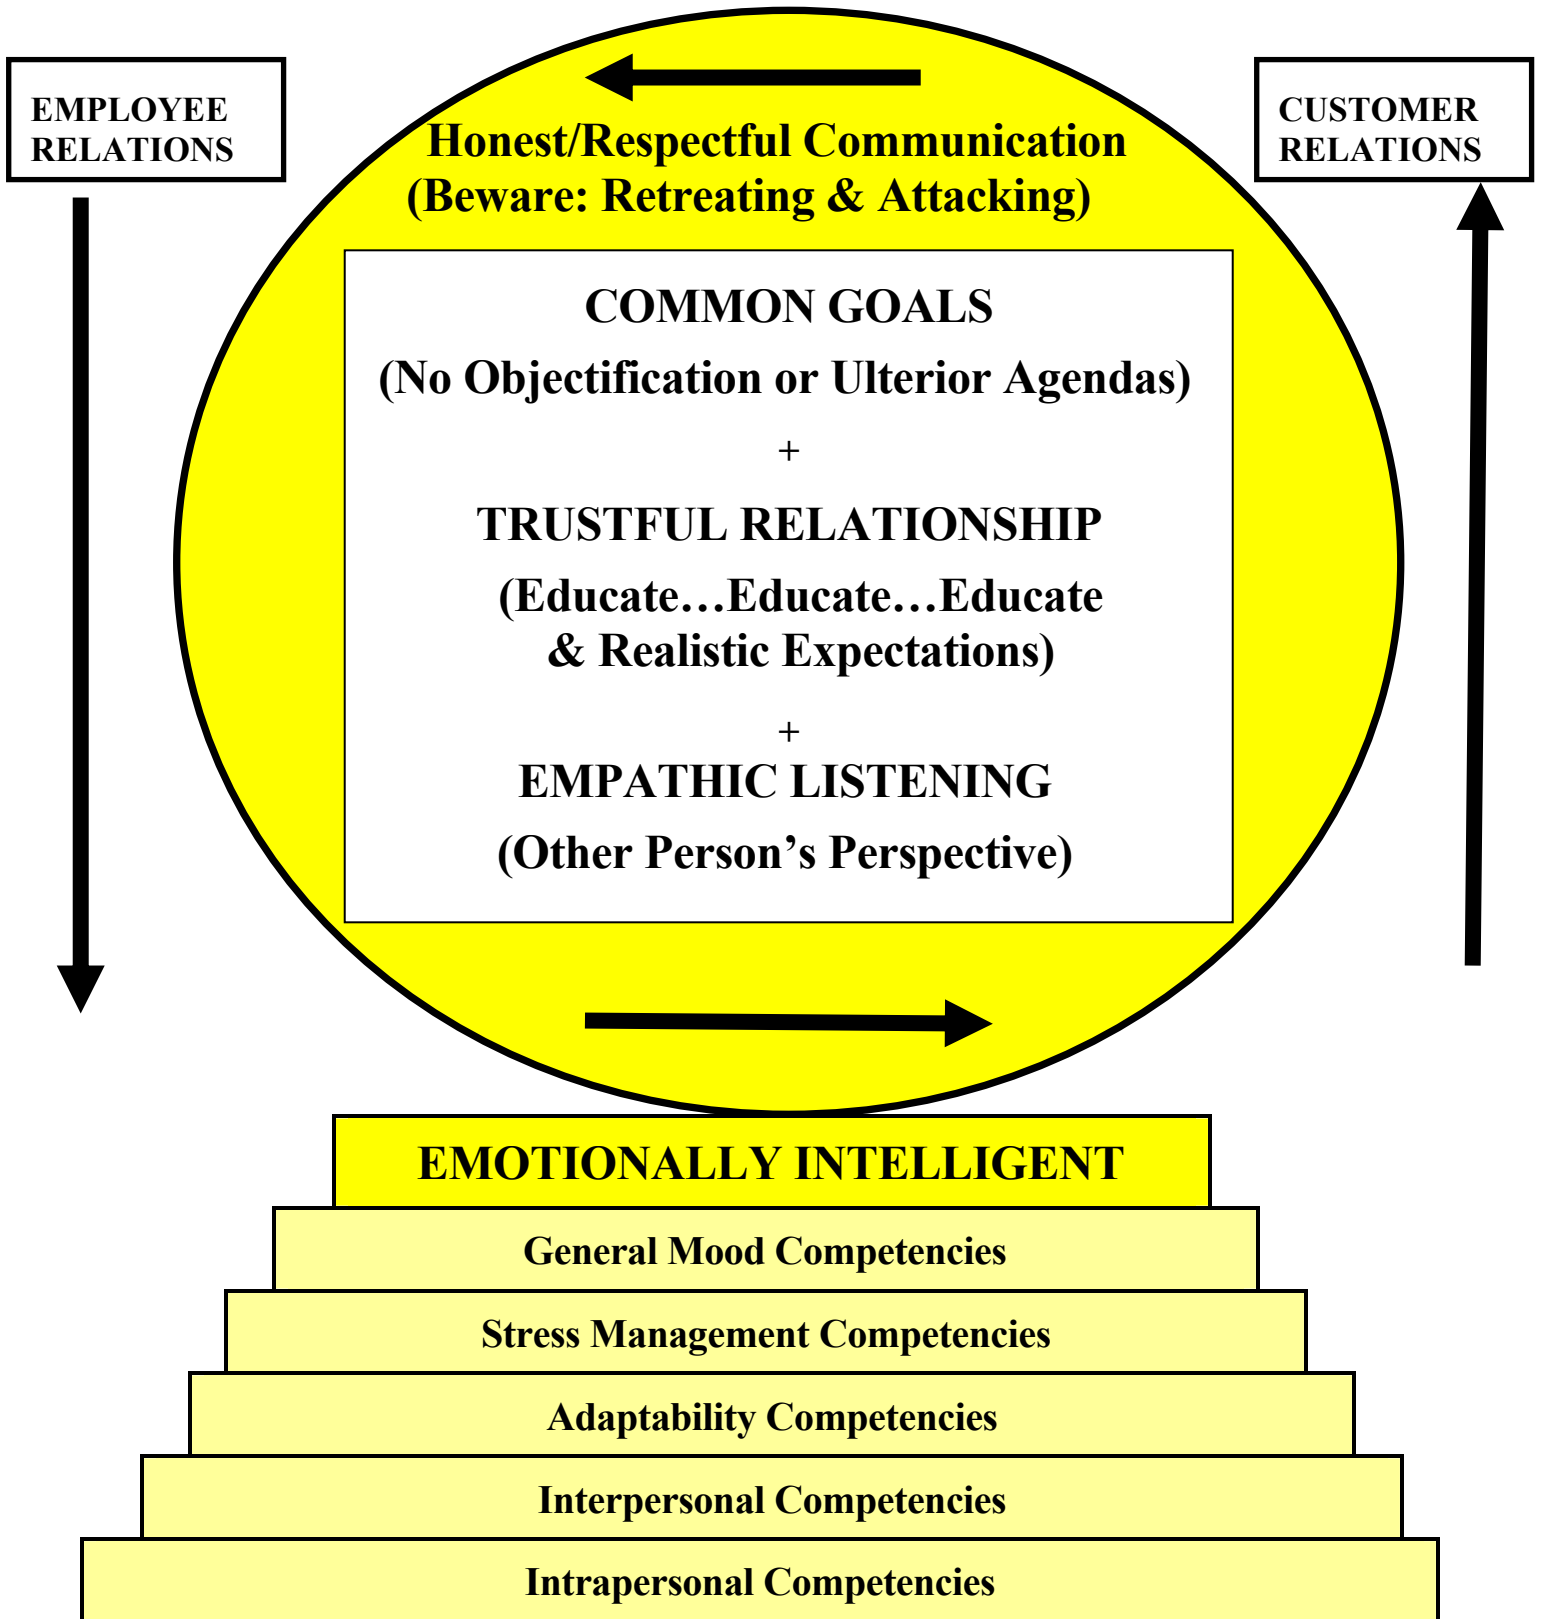 EMPLOYEE
RELATIONS
CUSTOMER
RELATIONS
Honest/Respectful Communication
(Beware: Retreating & Attacking)
COMMON GOALS
(No Objectification or Ulterior Agendas)
+
TRUSTFUL RELATIONSHIP
(Educate…Educate…Educate
& Realistic Expectations)
+
EMPATHIC LISTENING
(Other Person’s Perspective)
EMOTIONALLY INTELLIGENT
General Mood Competencies
Stress Management Competencies
Adaptability Competencies
Interpersonal Competencies
Intrapersonal Competencies